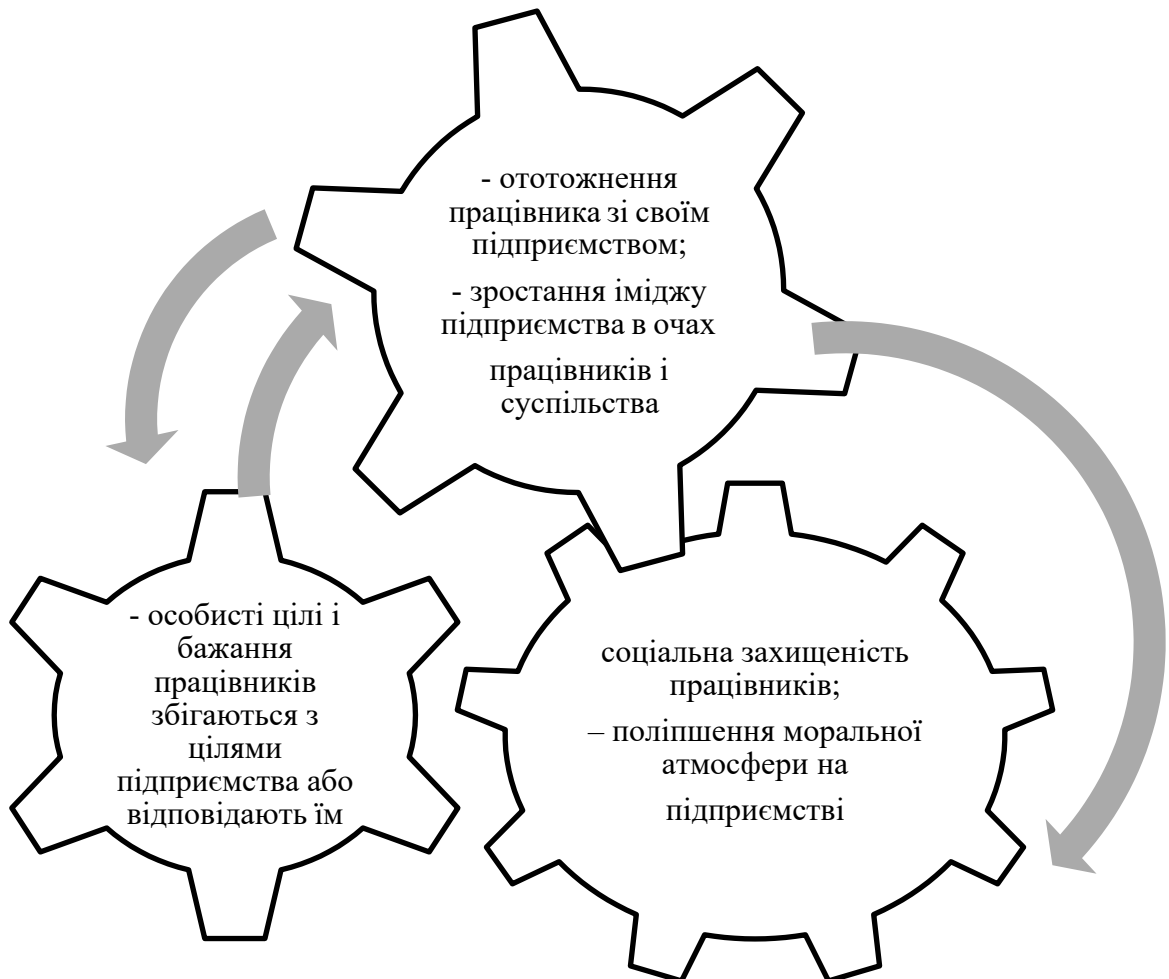 - ототожнення
працівника зі своїм
підприємством;
- зростання іміджу
підприємства в очах
працівників і
суспільства
- особисті цілі і
бажання
працівників
збігаються з
цілями
підприємства або
відповідають їм
соціальна захищеність
працівників;
– поліпшення моральної
атмосфери на
підприємстві